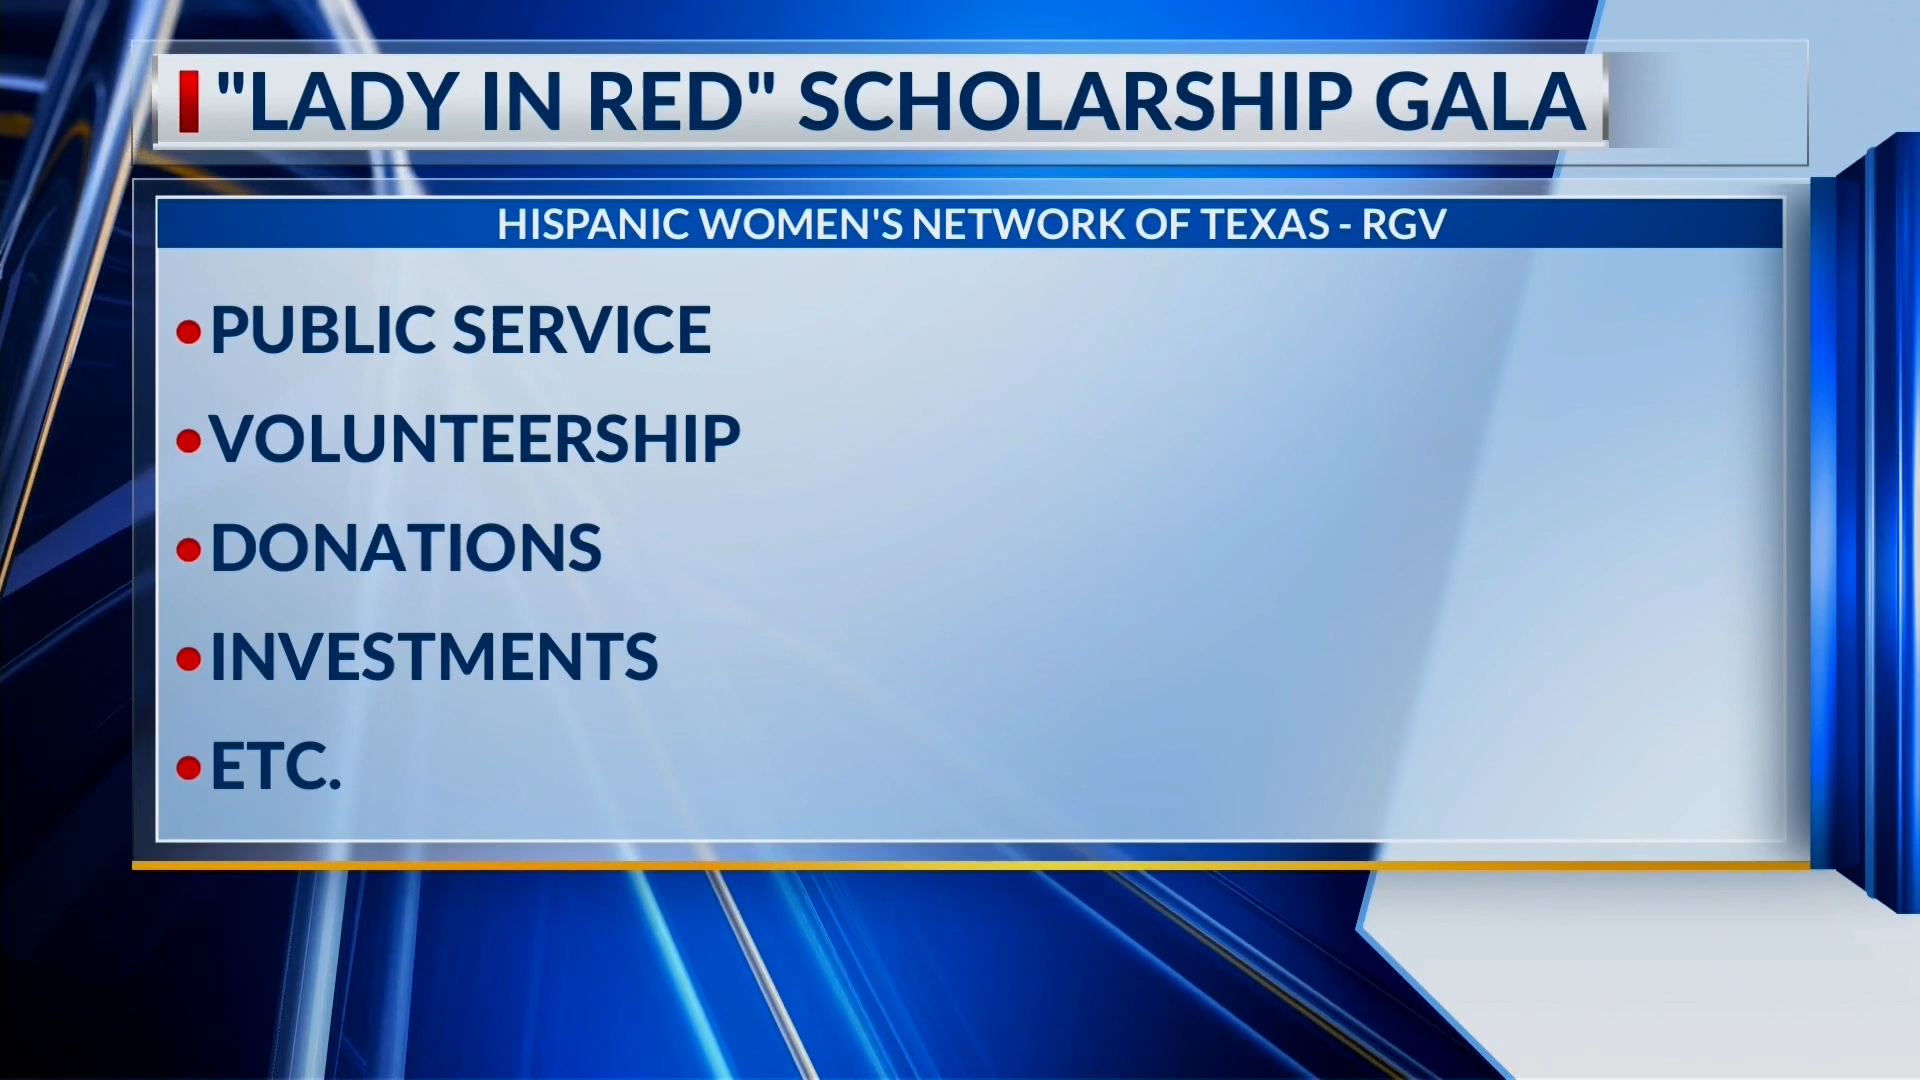 "LADY IN RED" SCHOLARSHIP GALA
HISPANIC WOMEN'S NETWORK OF TEXAS - RGV
•PUBLIC SERVICE
•VOLUNTEERSHIP
•DONATIONS
•INVESTMENTS
•ETC.